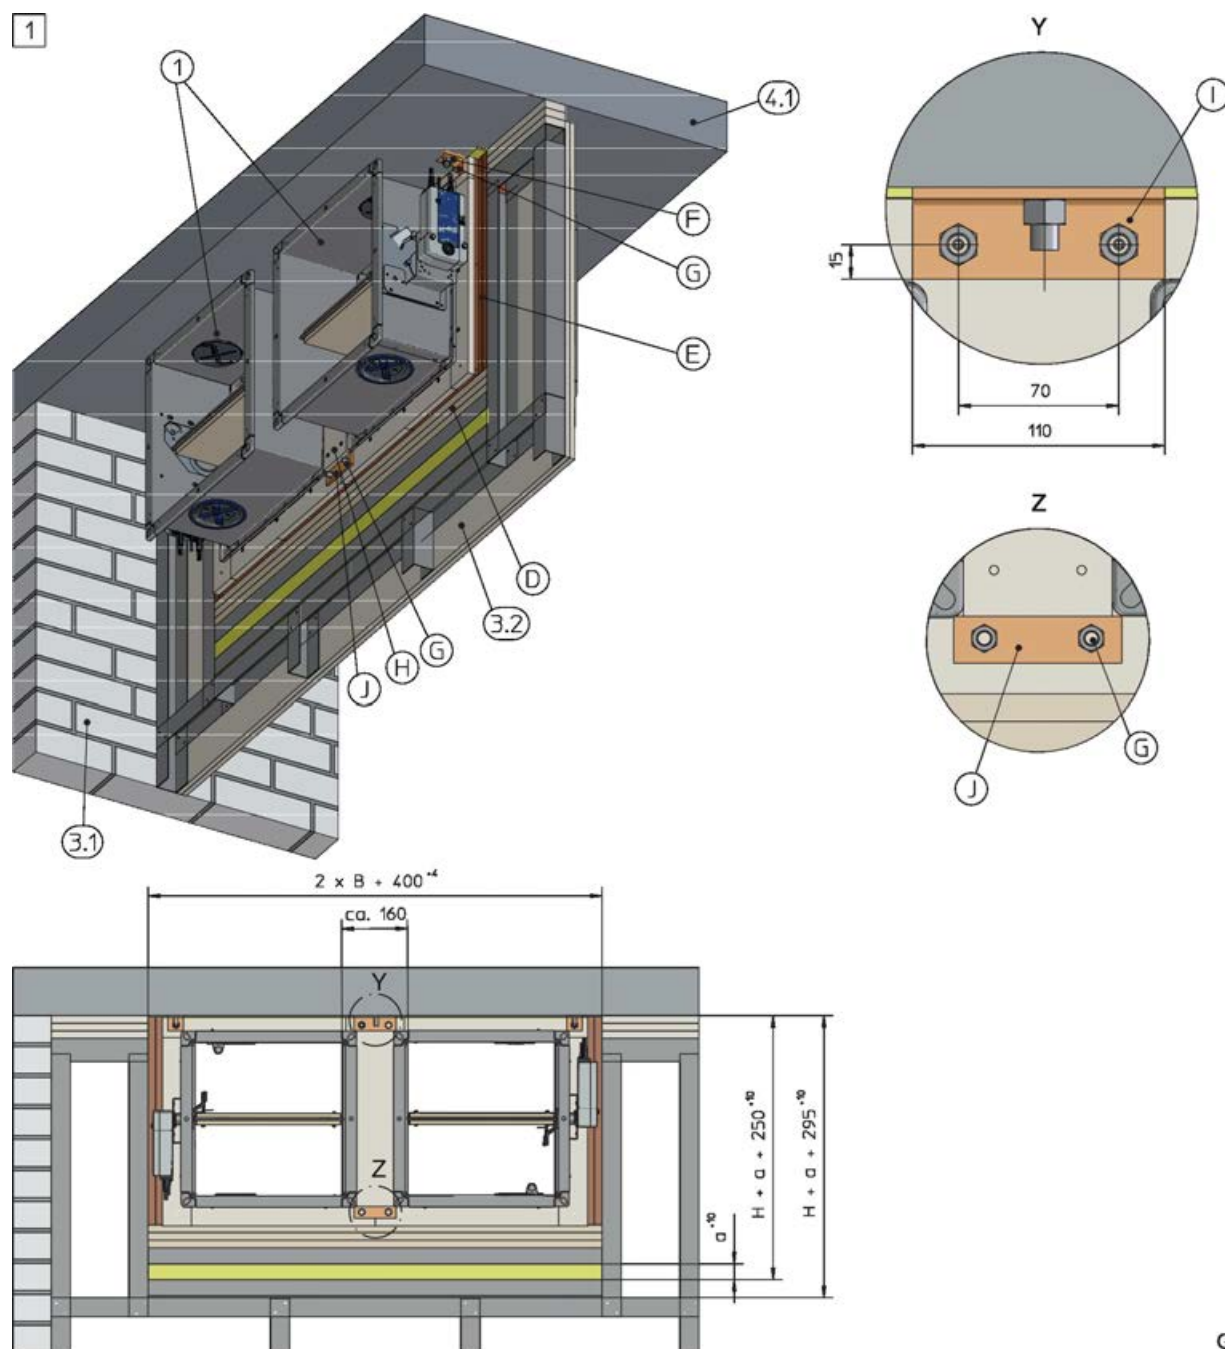 1
Y
1
4.1
I
F
G
15
E
70
110
Z
D
3.2
G
H
J
G
J
3.1
2 x B + 400⁺⁴
ca. 160
Y
Z
a⁺¹⁰
H + a + 250⁺¹⁰
H + a + 295⁺¹⁰